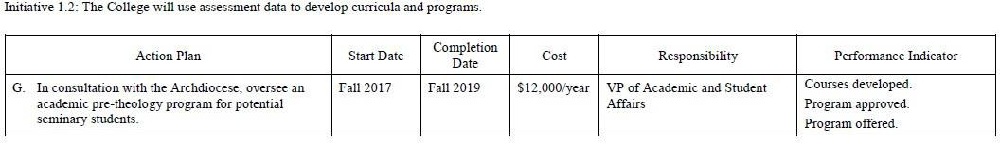 Initiative 1.2: The College will use assessment data to develop curricula and programs.
Action Plan
Start Date
Completion
Date
Cost
Responsibility
Performance Indicator
G. In consultation with the Archdiocese, oversee an
academic pre-theology program for potential
seminary students.
Fall 2017
Fall 2019
$12,000/year
VP of Academic and Student
Affairs
Courses developed.
Program approved.
Program offered.